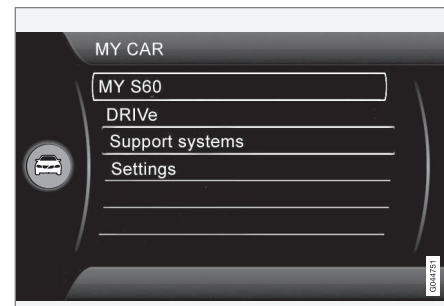 MY CAR
MY S60
DRIVe
Support systems
Settings
G044751